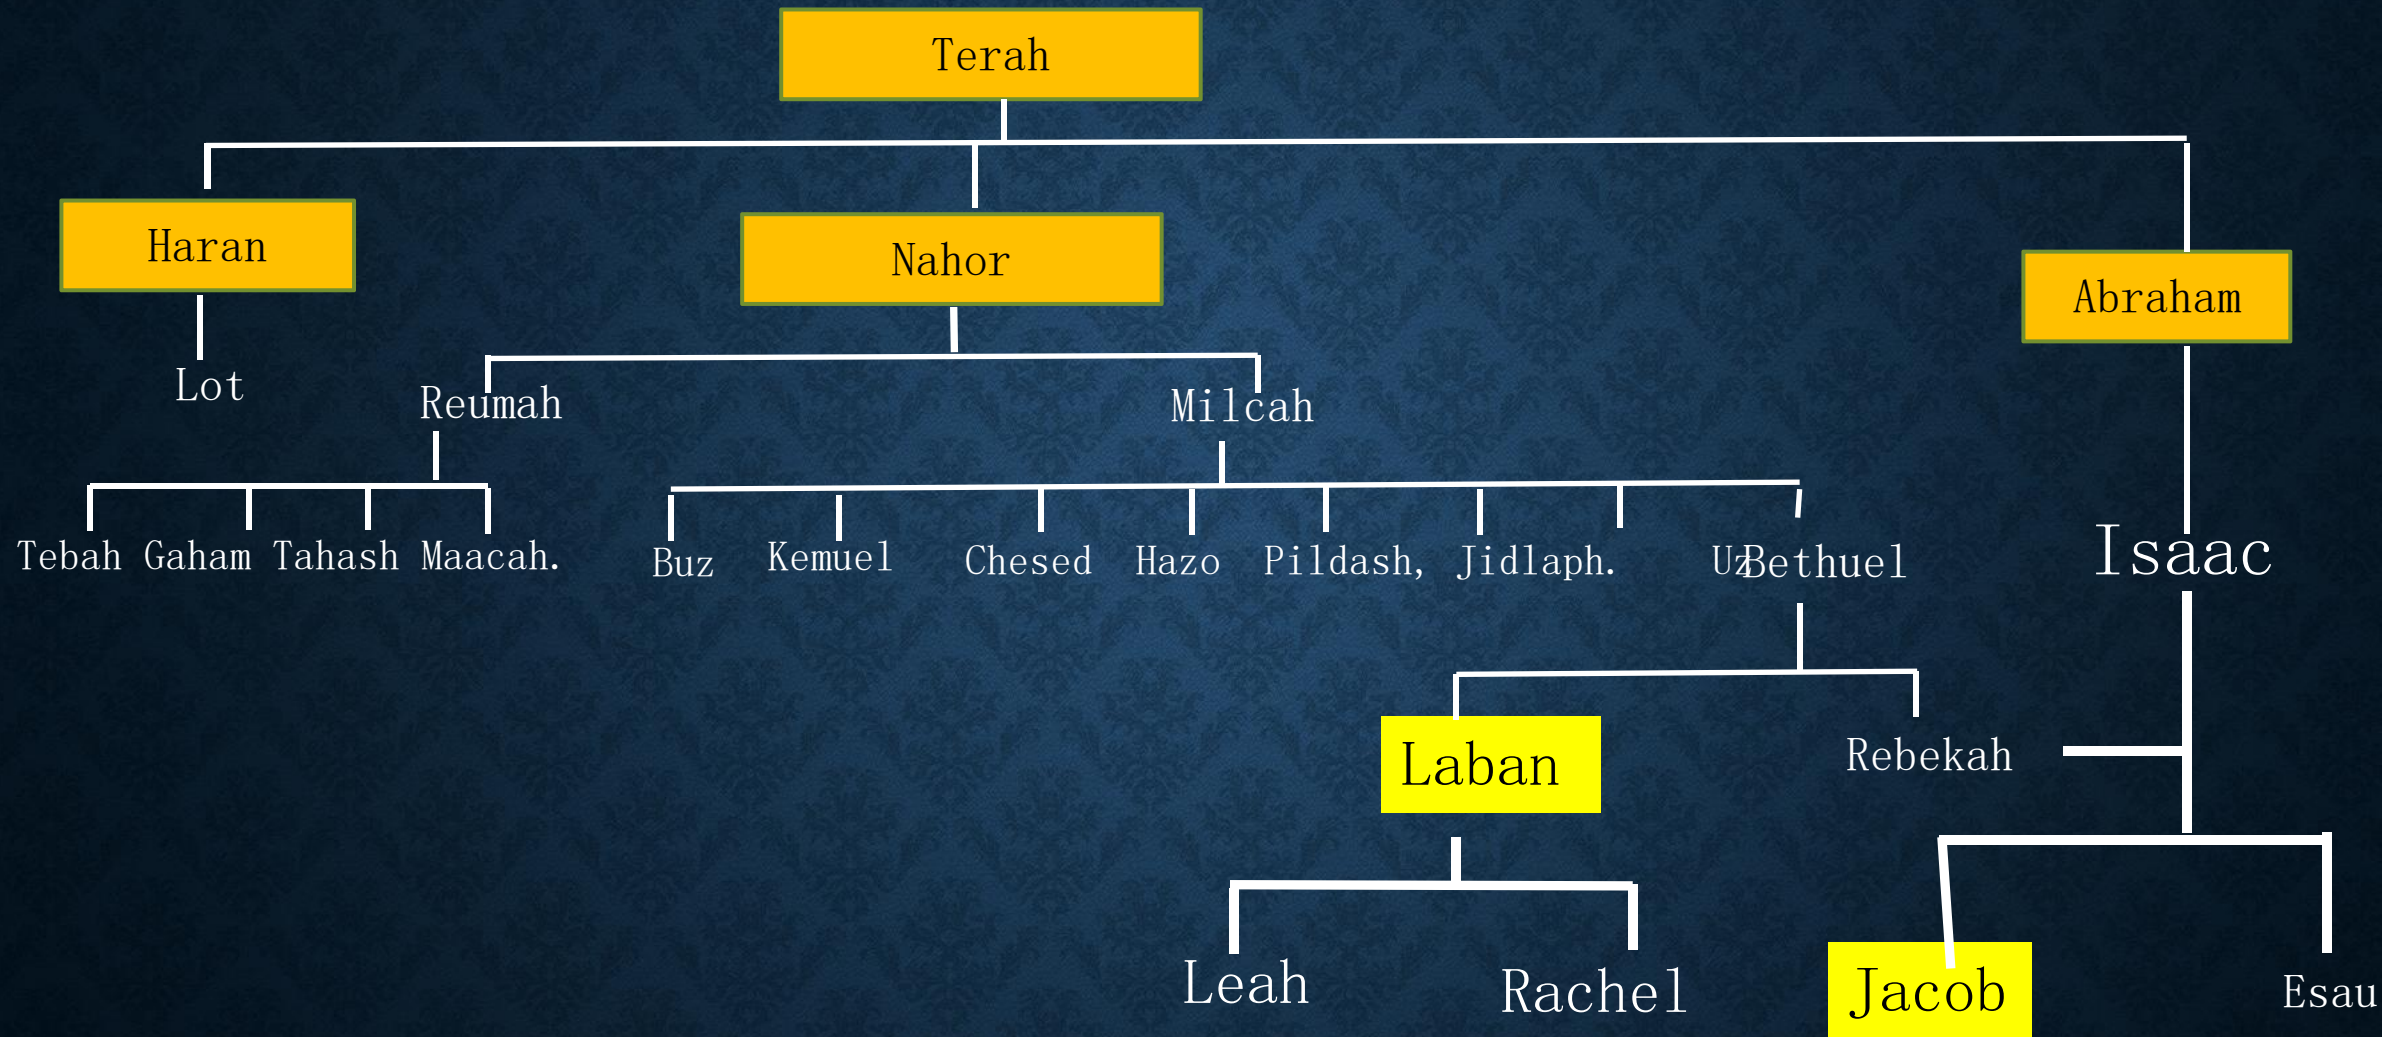 Terah
Haran
Nahor
Abraham
Lot
Reumah
Milcah
Tebah Gaham Tahash Maacah.
Buz Kemuel Chesed Hazo Pildash, Jidlaph. Uz Bethuel
Isaac
Laban
Rebekah
Leah
Rachel
Jacob
Esau